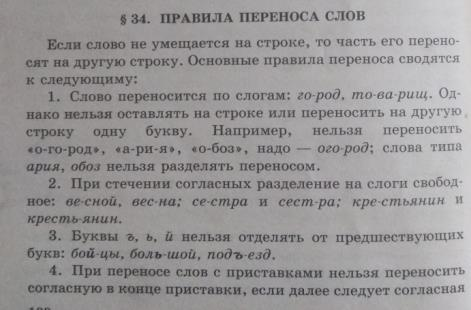 § 34. ПРАВИЛА ПЕРЕНОСА СЛОВ
Если слово не умещается на строке, то часть его перено-
сят на другую строку. Основные правила переноса сводятся
к следующиму:
1. Слово переносится по слогам: го-род, то-ва-рищ. Од-
нако нельзя оставлять на строке или переносить на другую
строку одну букву. Например, нельзя переносить
«о-го-род», «а-ри-я», «о-боз», надо — ого-род; слова типа
ария, обоз нельзя разделять переносом.
2. При стечении согласных разделение на слоги свобод-
ное: ве-сной, вес-на; се-стра и сест-ра; кре-стьянин и
кресть-янин.
3. Буквы ъ, ь, й нельзя отделять от предшествующих
букв: бой-цы, боль-шой, подъ-езд.
4. При переносе слов с приставками нельзя переносить
согласную в конце приставки, если далее следует согласная